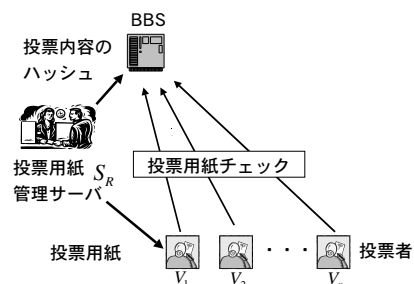 BBS
投票内容の
ハッシュ
投票用紙 S_R
管理サーバ
投票用紙チェック
投票用紙
V_1 V_2 ・・・ V_n
投票者